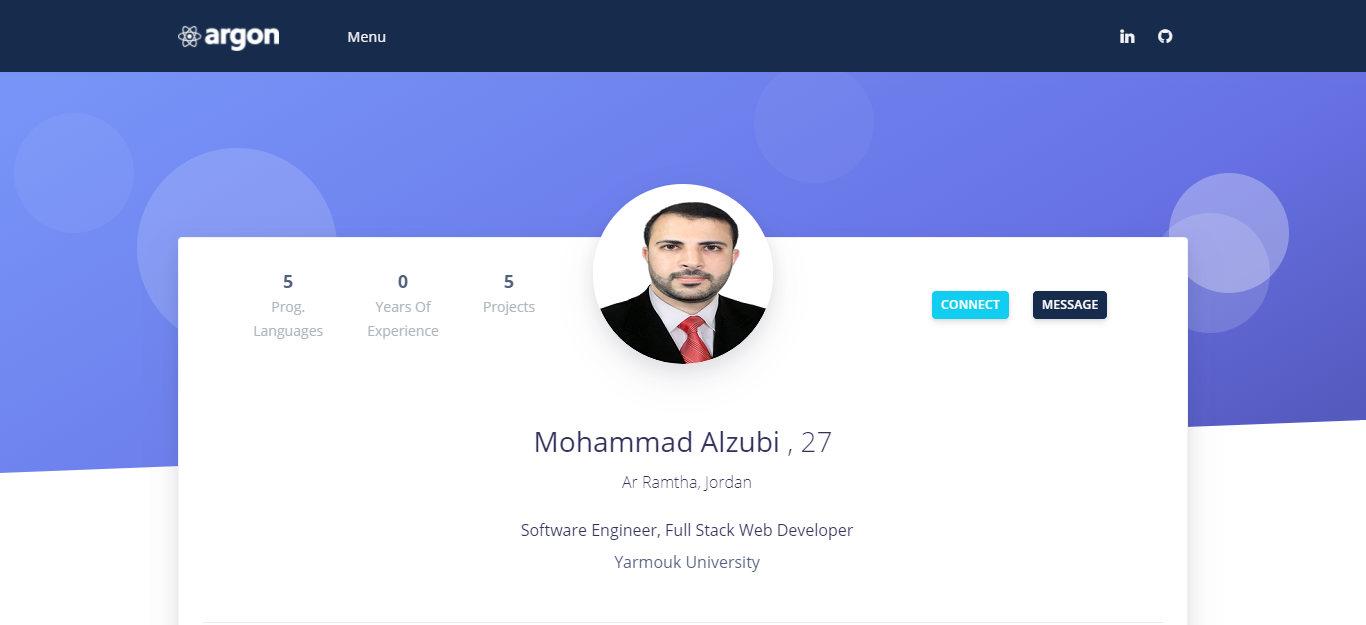 argon
Menu
5
Prog.
Languages
0
Years Of
Experience
5
Projects
CONNECT
MESSAGE
Mohammad Alzubi , 27
Ar Ramtha, Jordan
Software Engineer, Full Stack Web Developer
Yarmouk University